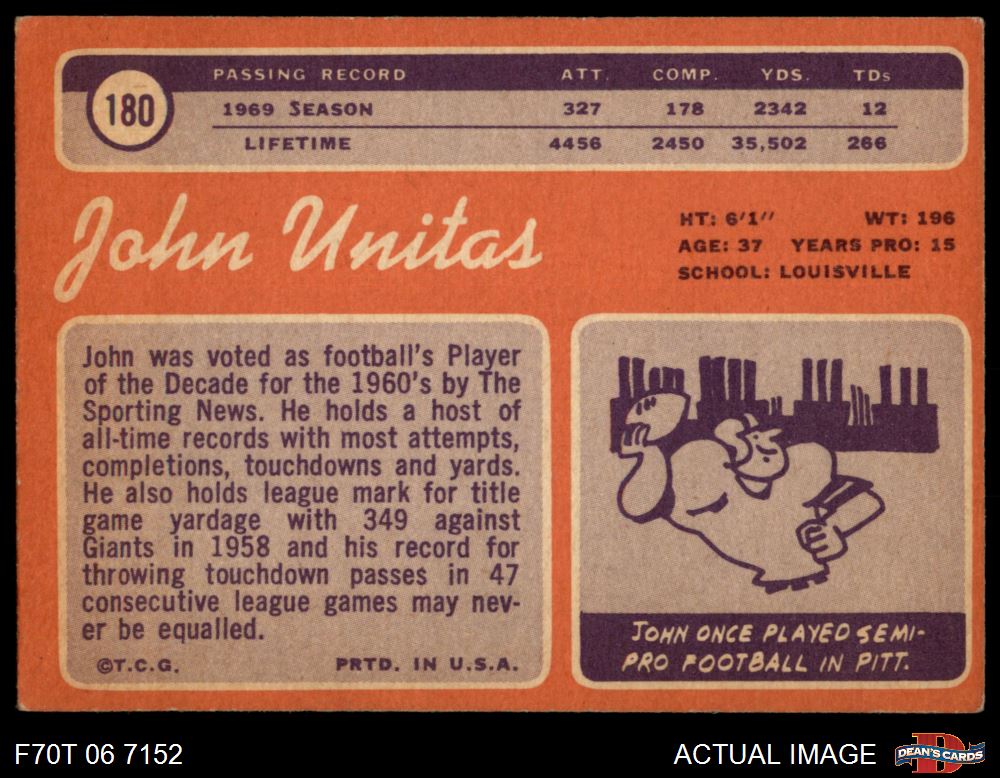 180
PASSING RECORD ATT. COMP. YDS. TDs
1969 SEASON 327 178 2342 12
LIFETIME 4456 2450 35,502 266
John Unitas
HT: 6'1" WT: 196
AGE: 37 YEARS PRO: 15
SCHOOL: LOUISVILLE
John was voted as football's Player
of the Decade for the 1960's by The
Sporting News. He holds a host of
all-time records with most attempts,
completions, touchdowns and yards.
He also holds league mark for title
game yardage with 349 against
Giants in 1958 and his record for
throwing touchdown passes in 47
consecutive league games may nev-
er be equalled.
©T.C.G. PRTD. IN U.S.A.
JOHN ONCE PLAYED SEMI-
PRO FOOTBALL IN PITT.
F70T 06 7152 ACTUAL IMAGE
D
DEAN'S CARDS